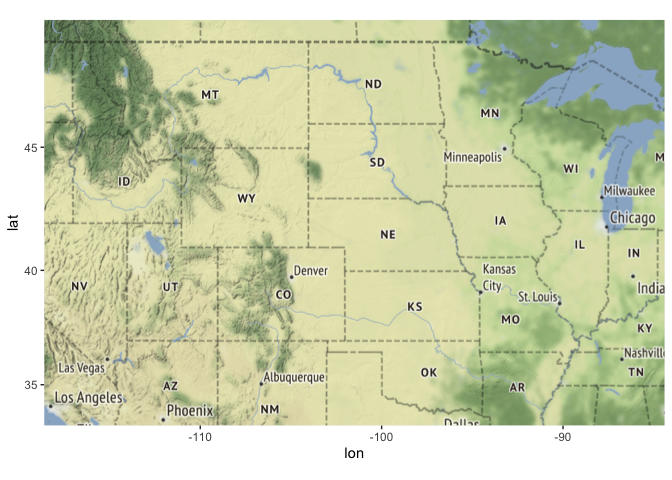 ND
MT
MN
45
Minneapolis
SD
M
WI
ID
Milwaukee
WY
Chicago
lat
NE
IA
IL
IN
40
Denver
Kansas
City
NV
UT
CO
St. Louis
India
KS
MO
KY
Las Vegas
Nashville
Albuquerque
OK
TN
35
AZ
AR
Los Angeles
Phoenix
NM
Dallas
-110
-100
-90
lon